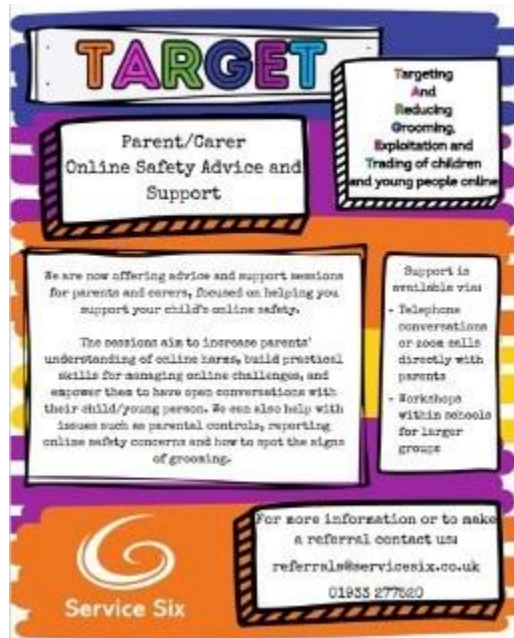 TARGET
Targeting
And
Reducing
Grooming,
Exploitation and
Trading of children
and young people online
Parent/Carer
Online Safety Advice and
Support
We are now offering advice and support sessions
for parents and carers, focused on helping you
support your child's online safety.
The sessions aim to increase parents'
understanding of online harms, build practical
skills for managing online challenges, and
empower them to have open conversations with
their child/young person. We can also help with
issues such as parental controls, reporting
online safety concerns and how to spot the signs
of grooming.
Support is
available via:
- Telephone
conversations
or zoom calls
directly with
parents
- Workshops
within schools
for larger
groups
Service Six
For more information or to make
a referral contact us:
referrals@servicesix.co.uk
01933 277520